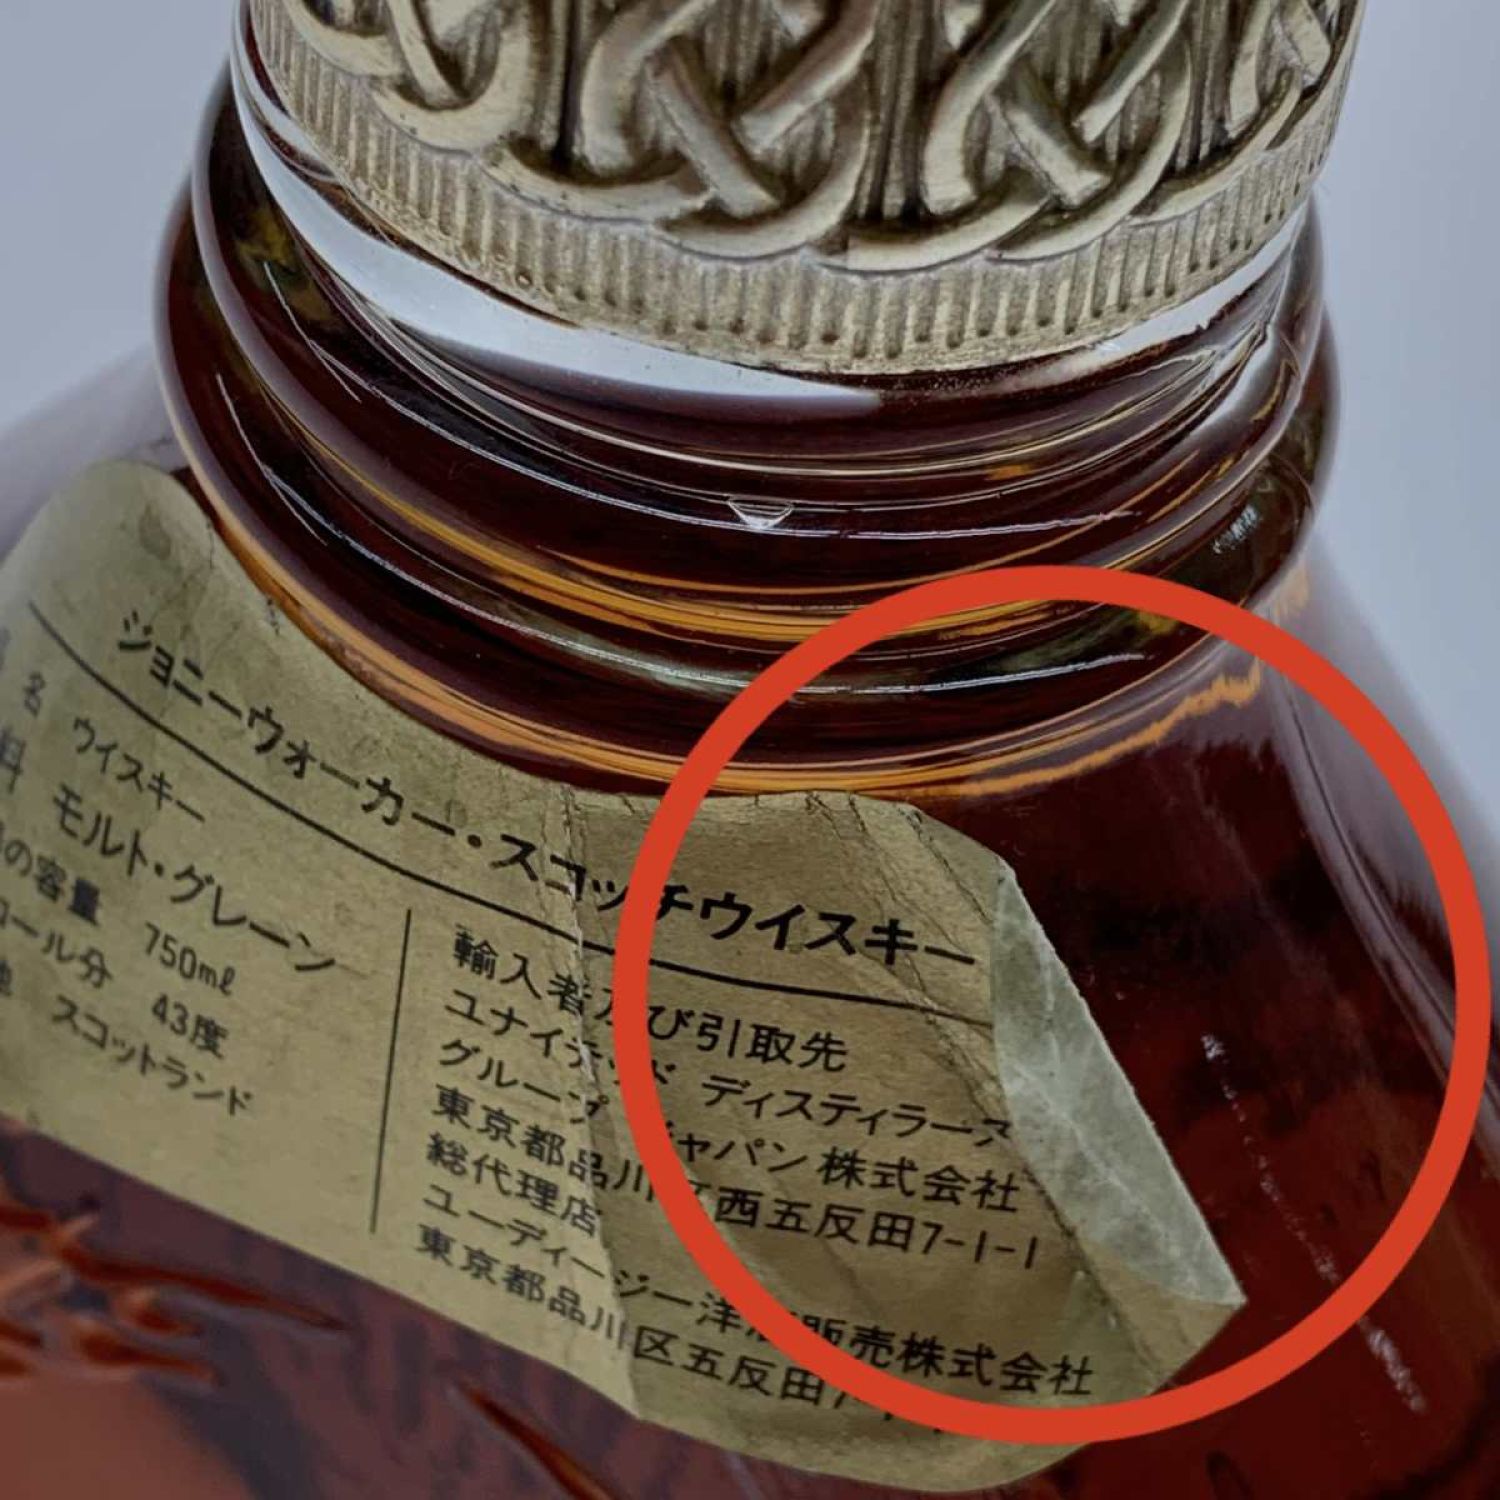 ジョニーウォーカー・スコッチウイスキー
名 ウイスキー
料 モルト・グレーン
の容量 750mℓ
コール分 43度
地 スコットランド
輸入者及び引取先
ユナイテッド ディスティラーズ
グループ ジャパン株式会社
東京都品川区西五反田7-1-1
総代理店
ユーディージー洋酒販売株式会社
東京都品川区五反田7-1